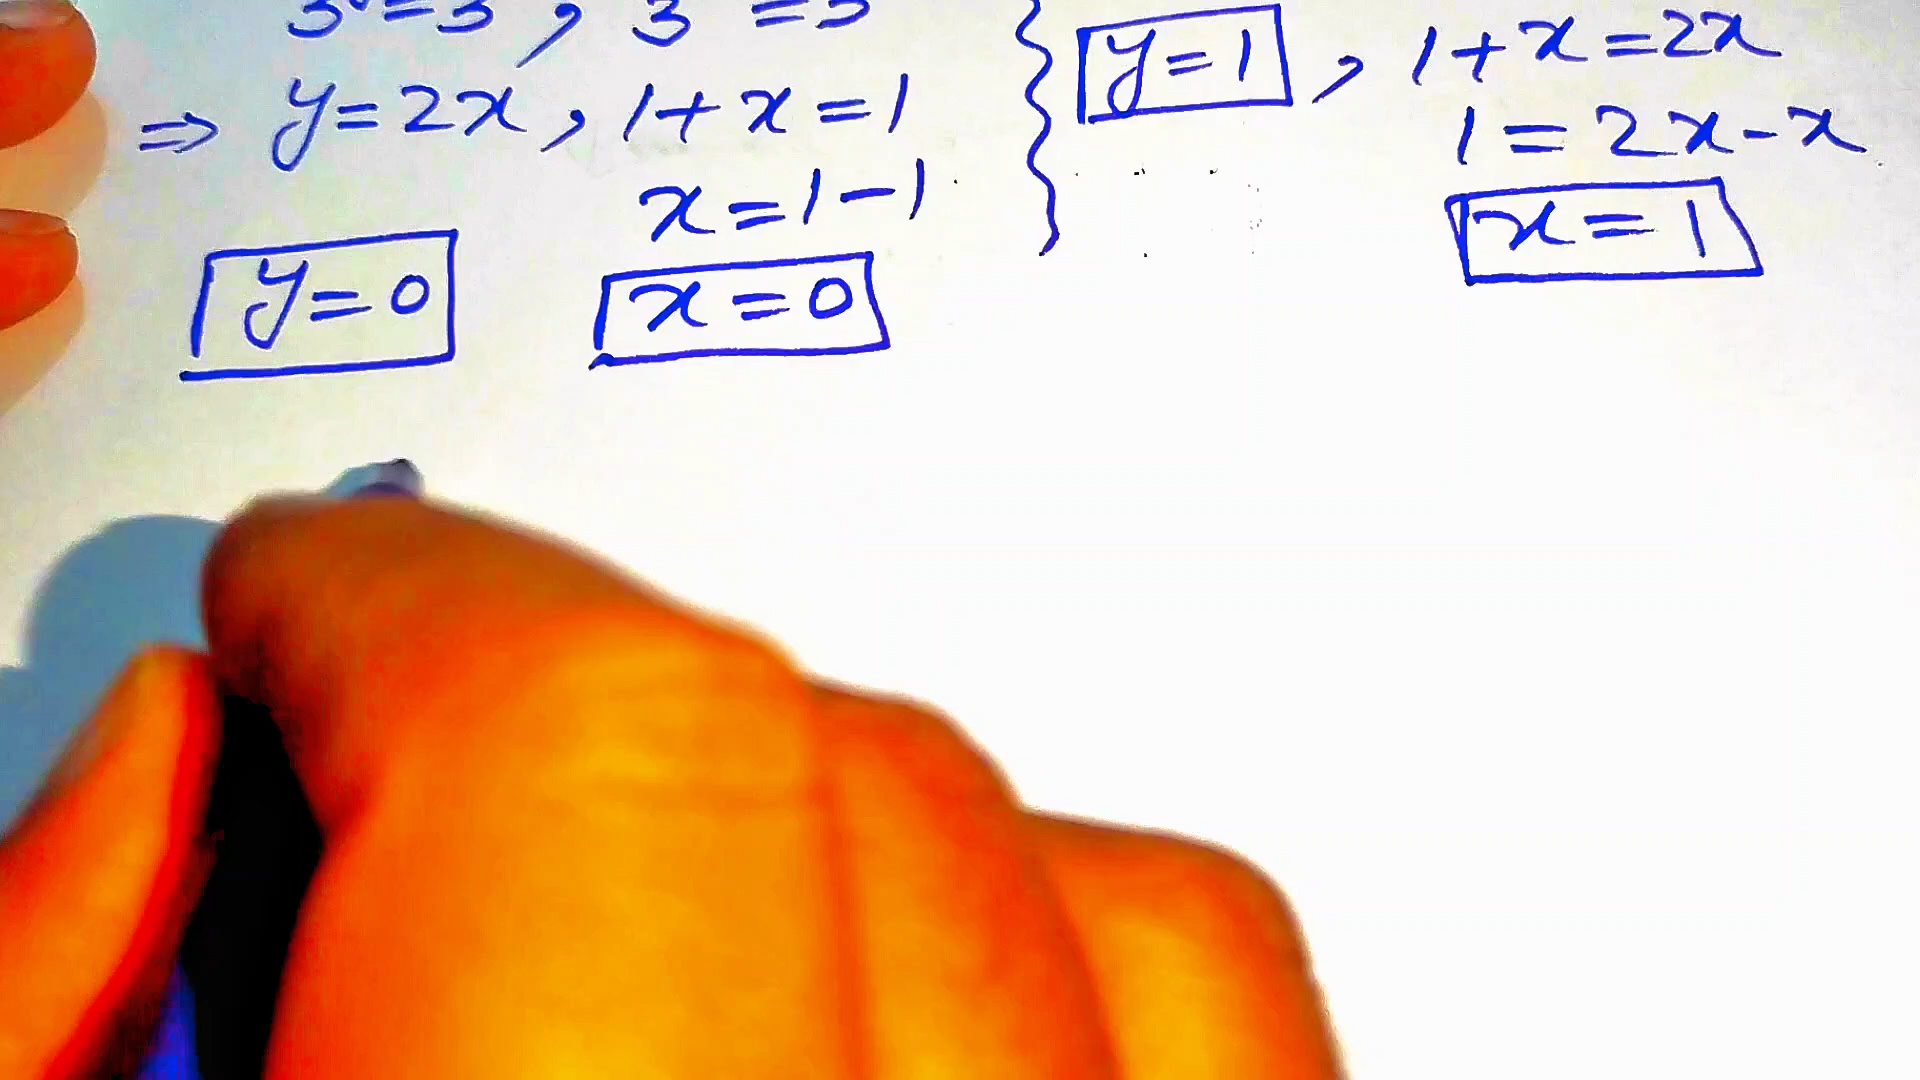 ⇒ y=2x, 1+x=1
x=1-1
y=0 x=0
y=1, 1+x=2x
1=2x-x
x=1